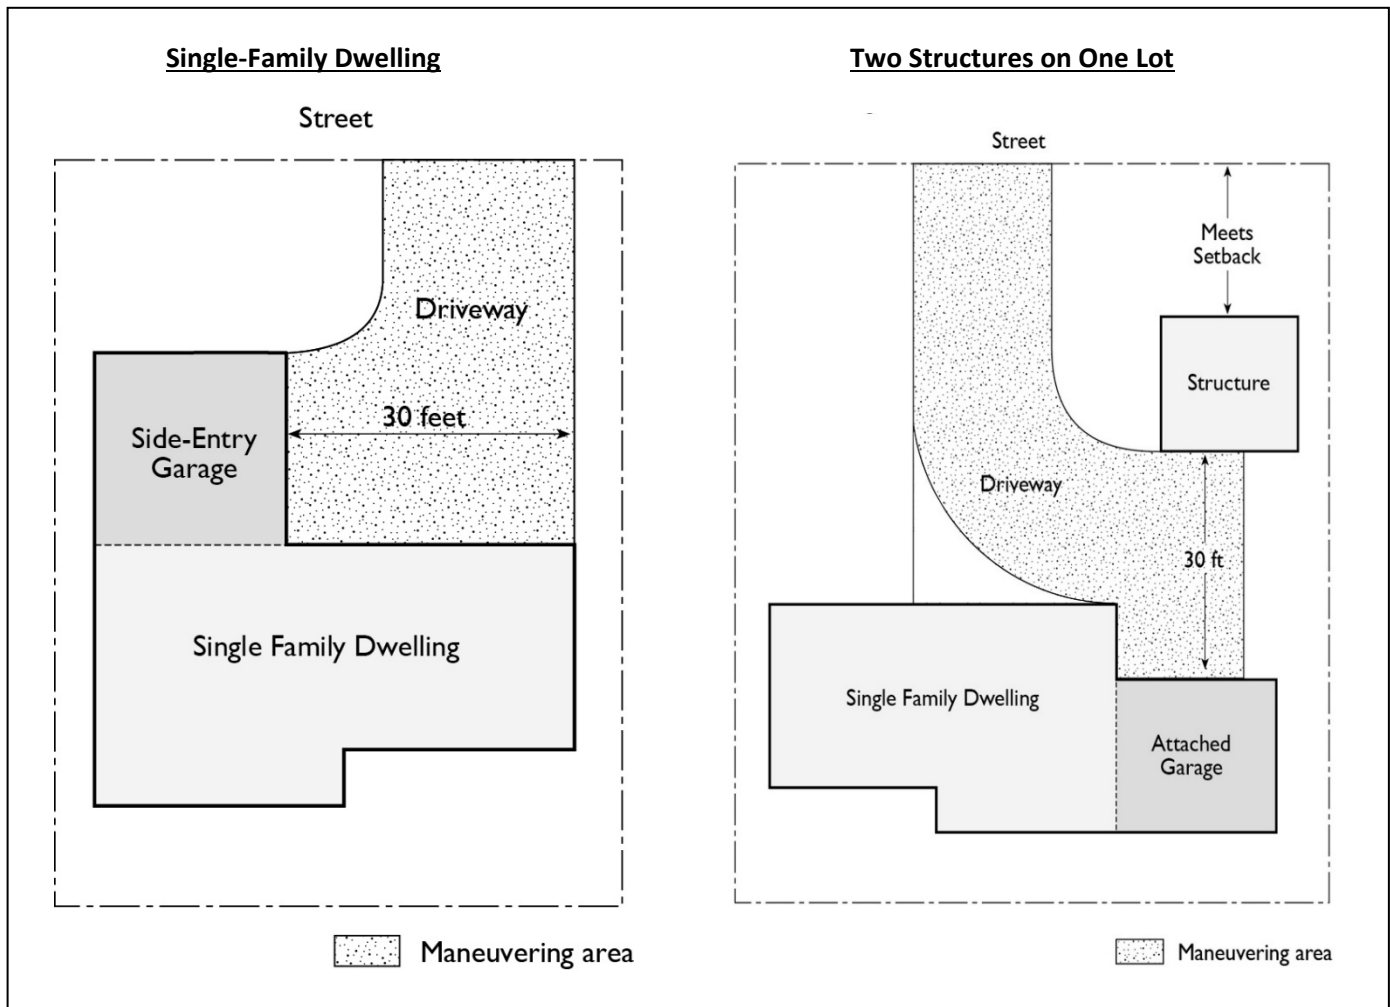 Single-Family Dwelling
Street
Driveway
30 feet
Side-Entry
Garage
Single Family Dwelling
Maneuvering area
Two Structures on One Lot
Street
Meets
Setback
Structure
Driveway
30 ft
Single Family Dwelling
Attached
Garage
Maneuvering area